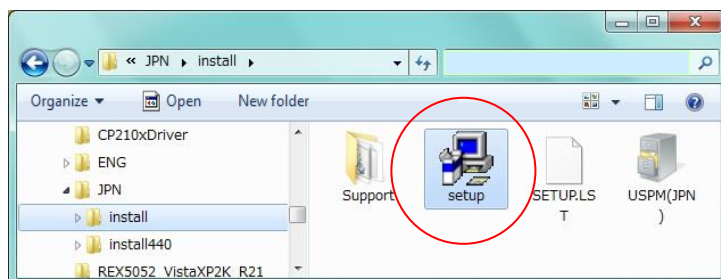 « JPN ▸ install ▸
Organize ▼ Open New folder
CP210xDriver
ENG
JPN
install
install440
REX5052_VistaXP2K_R21
Support
setup
SETUP.LS
T
USPM(JPN
)